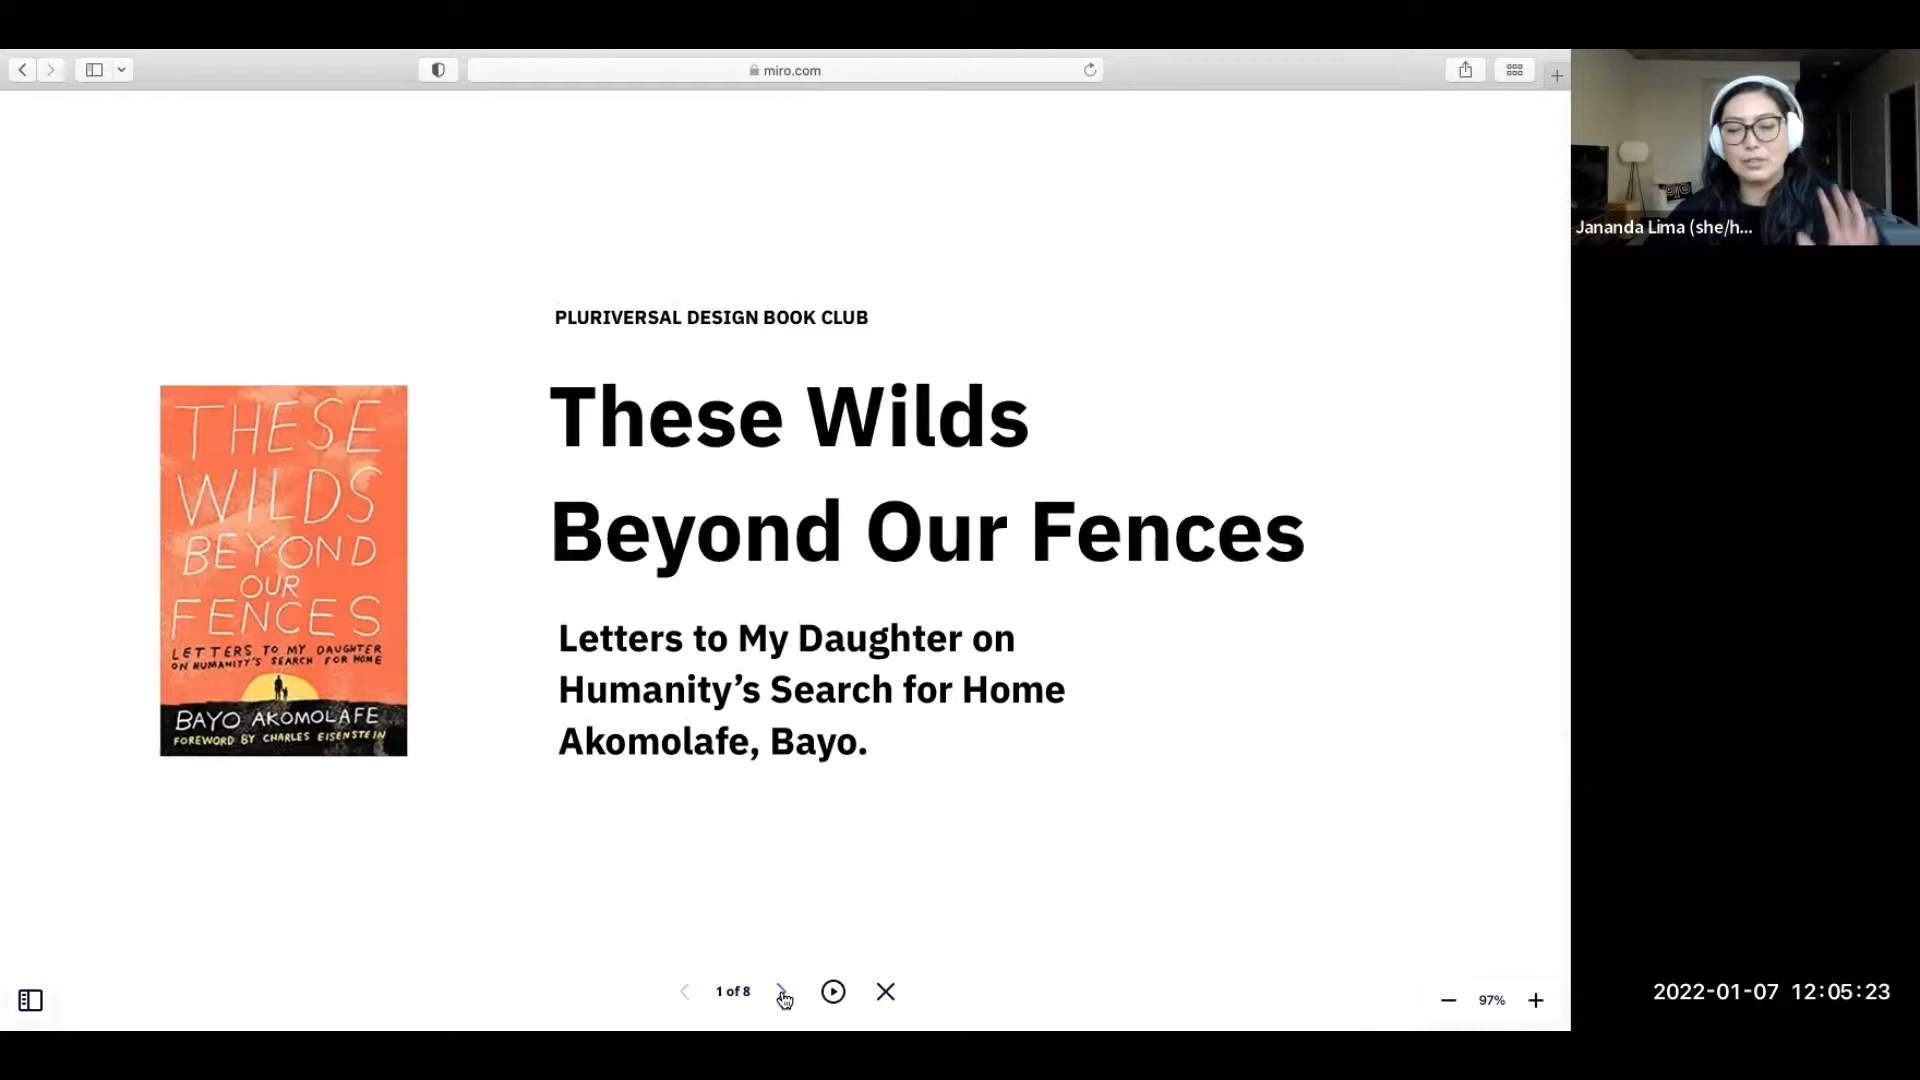 miro.com
Jananda Lima (she/h...
PLURIVERSAL DESIGN BOOK CLUB
These Wilds
Beyond Our Fences
Letters to My Daughter on
Humanity’s Search for Home
Akomolafe, Bayo.
THESE
WILDS
BEYOND
OUR
FENCES
LETTERS TO MY DAUGHTER
ON HUMANITY'S SEARCH FOR HOME
BAYO AKOMOLAFE
FOREWORD BY CHARLES EISENSTEIN
1 of 8
97%
2022-01-07 12:05:23